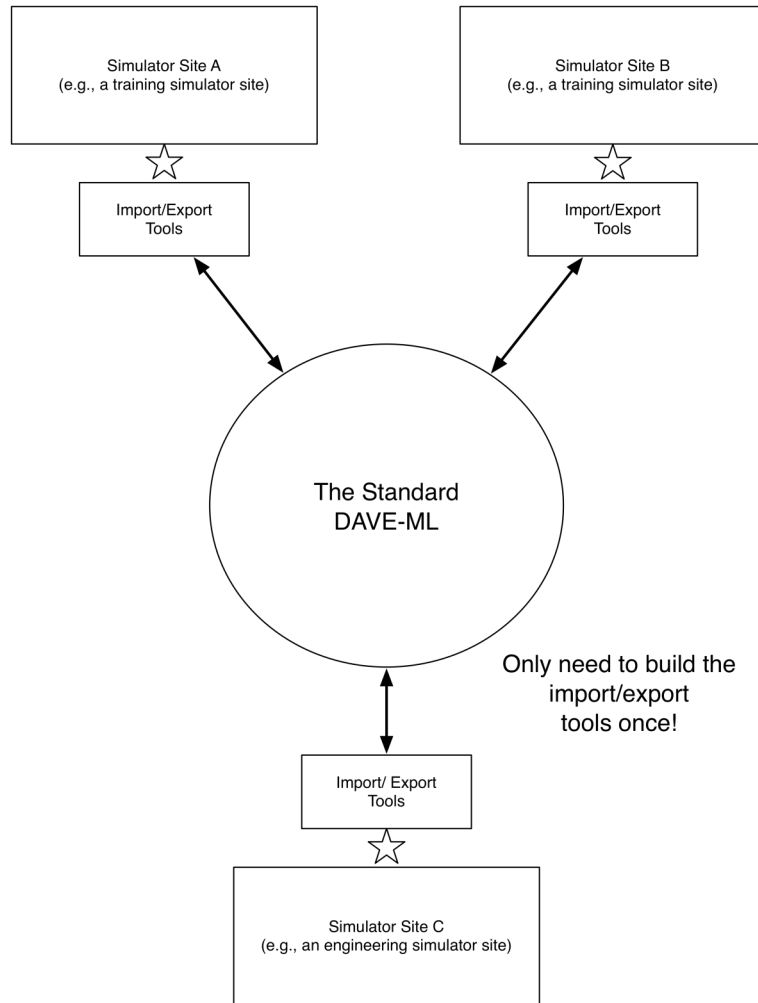 Simulator Site A
(e.g., a training simulator site)
Simulator Site B
(e.g., a training simulator site)
Import/Export
Tools
Import/Export
Tools
The Standard
DAVE-ML
Only need to build the
import/export
tools once!
Import/ Export
Tools
Simulator Site C
(e.g., an engineering simulator site)